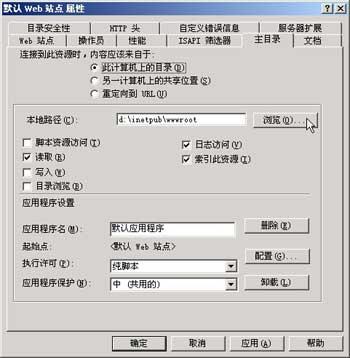 默认 Web 站点 属性
目录安全性 HTTP 头 自定义错误信息 服务器扩展
Web 站点 操作员 性能 ISAPI 筛选器 主目录 文档
连接到此资源时，内容应该来自于:
此计算机上的目录(D)
另一计算机上的共享位置(S)
重定向到 URL(U)
本地路径(C): d:\inetpub\wwwroot 浏览(O)...
脚本资源访问(T) 日志访问(V)
读取(R) 索引此资源(I)
写入(W)
目录浏览(B)
应用程序设置
应用程序名(M): 默认应用程序 删除(E)
起始点: <默认 Web 站点>
执行许可(P): 纯脚本 配置(G)...
应用程序保护(N): 中 (共用的) 卸载(L)
确定 取消 应用(A) 帮助